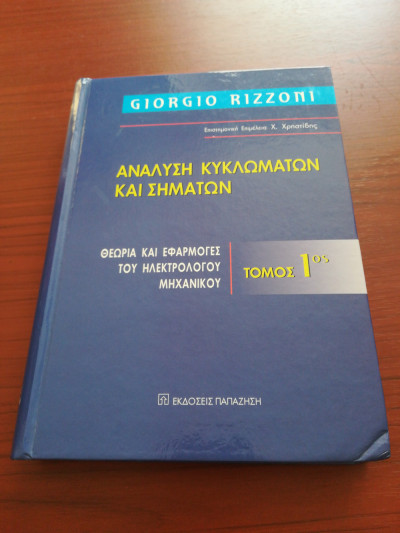 GIORGIO RIZZONI
Επιστημονική Επιμέλεια Χ. Χρηστίδης
ΑΝΑΛΥΣΗ ΚΥΚΛΩΜΑΤΩΝ
ΚΑΙ ΣΗΜΑΤΩΝ
ΘΕΩΡΙΑ ΚΑΙ ΕΦΑΡΜΟΓΕΣ
ΤΟΥ ΗΛΕΚΤΡΟΛΟΓΟΥ
ΜΗΧΑΝΙΚΟΥ
ΤΟΜΟΣ 1ος
ΕΚΔΟΣΕΙΣ ΠΑΠΑΖΗΣΗ